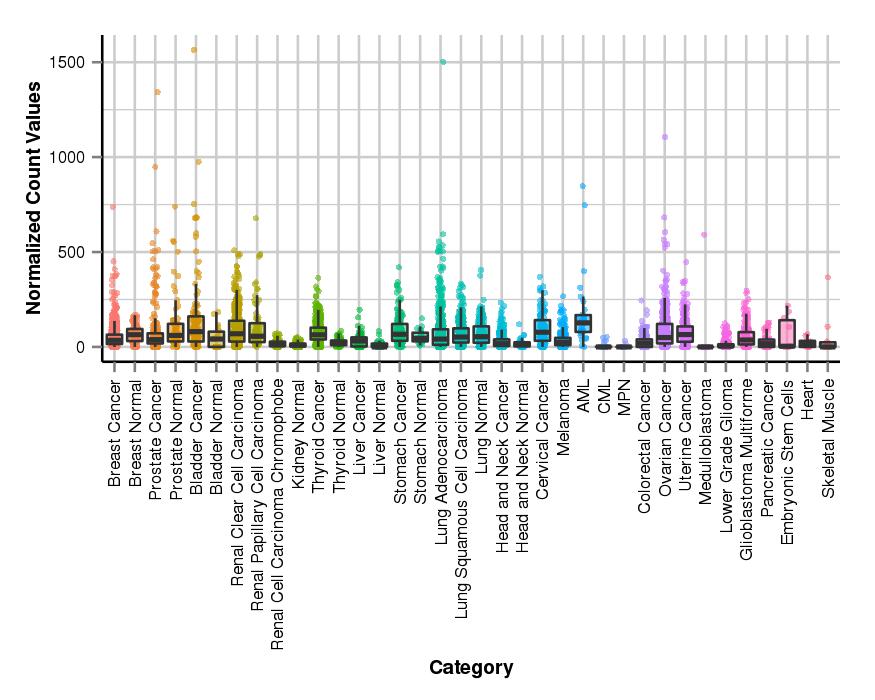 Normalized Count Values
1500
1000
500
0
Breast Cancer
Breast Normal
Prostate Cancer
Prostate Normal
Bladder Cancer
Bladder Normal
Renal Clear Cell Carcinoma
Renal Papillary Cell Carcinoma
Renal Cell Carcinoma Chromophobe
Kidney Normal
Thyroid Cancer
Thyroid Normal
Liver Cancer
Liver Normal
Stomach Cancer
Stomach Normal
Lung Adenocarcinoma
Lung Squamous Cell Carcinoma
Lung Normal
Head and Neck Cancer
Head and Neck Normal
Cervical Cancer
Melanoma
AML
CML
MPN
Colorectal Cancer
Ovarian Cancer
Uterine Cancer
Medulloblastoma
Lower Grade Glioma
Glioblastoma Multiforme
Pancreatic Cancer
Embryonic Stem Cells
Heart
Skeletal Muscle
Category